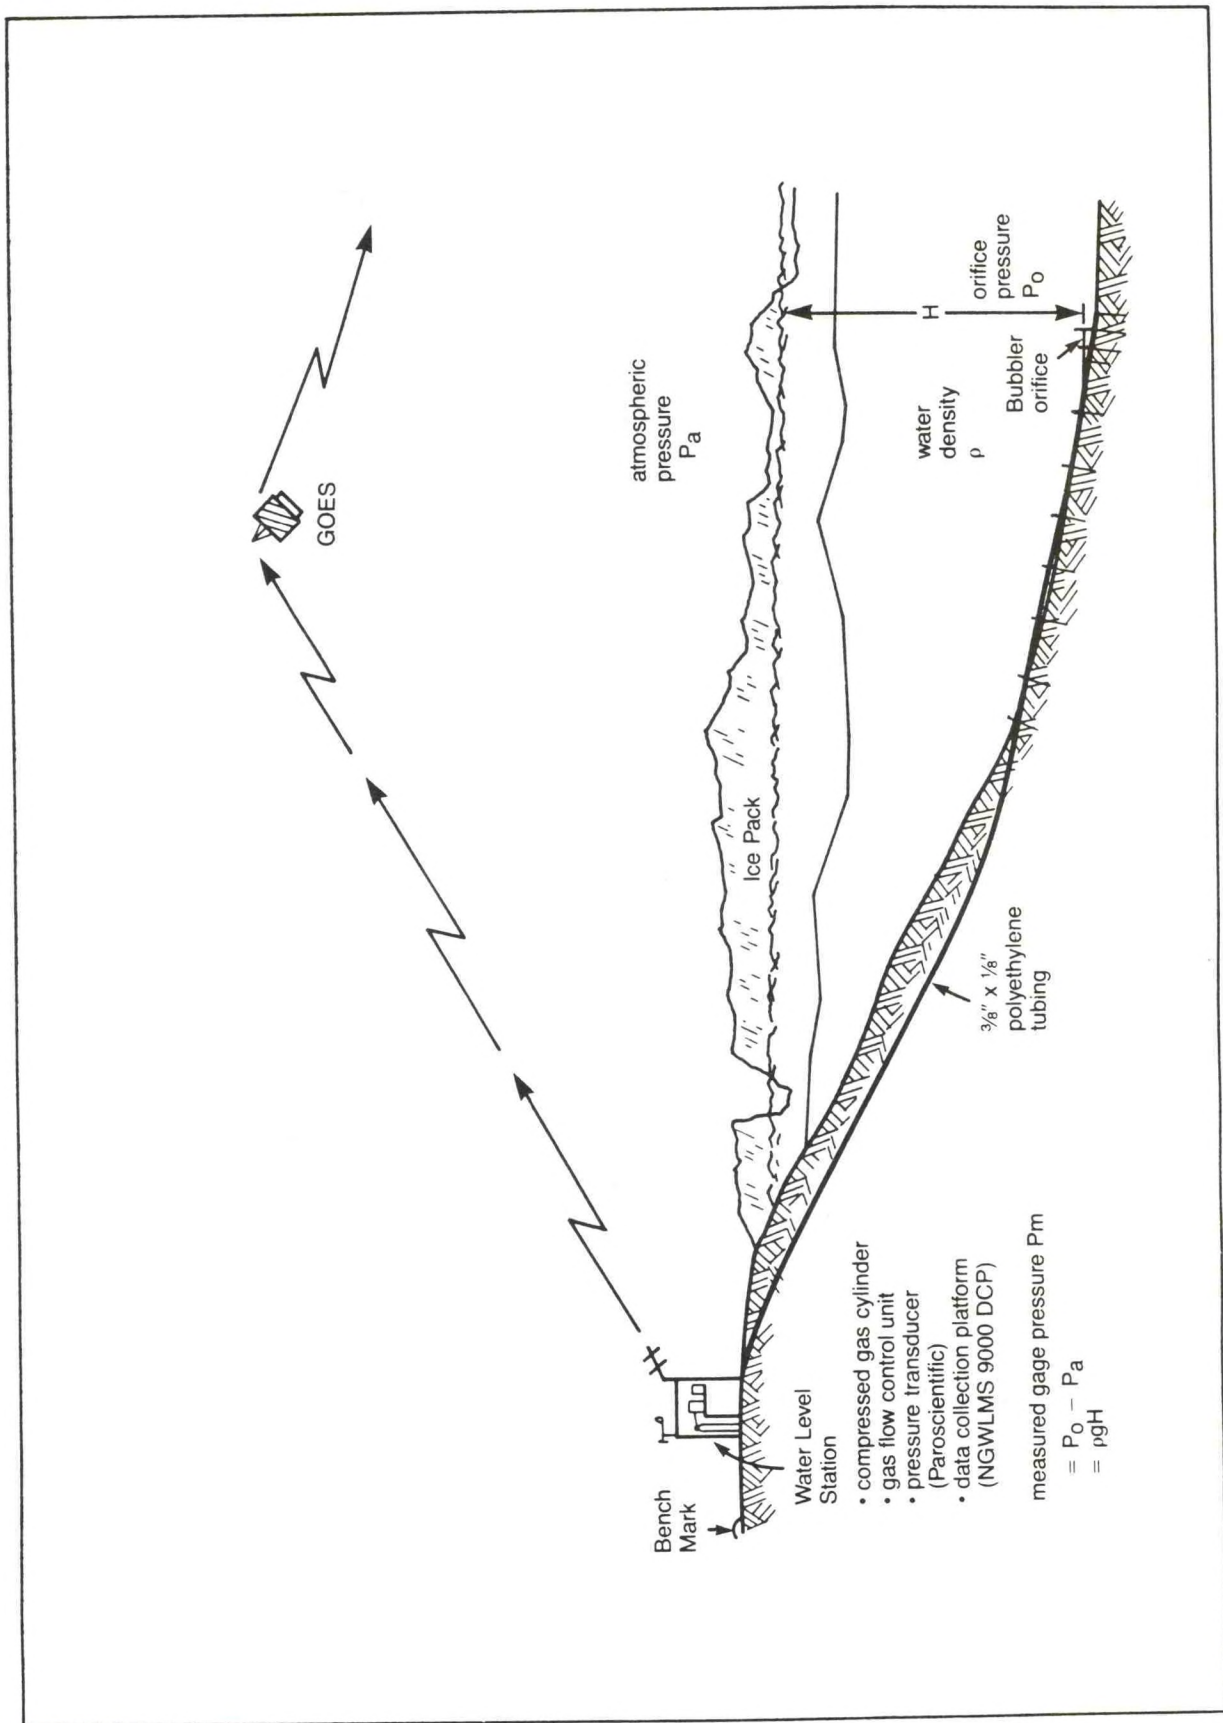 GOES
atmospheric
pressure
Pa
Ice Pack
water
density
ρ
H
orifice
pressure
Po
Bubbler
orifice
3/8" x 1/8"
polyethylene
tubing
Bench
Mark
Water Level
Station
• compressed gas cylinder
• gas flow control unit
• pressure transducer
(Paroscientific)
• data collection platform
(NGWLMS 9000 DCP)
measured gage pressure Pm
= Po − Pa
= ρgH